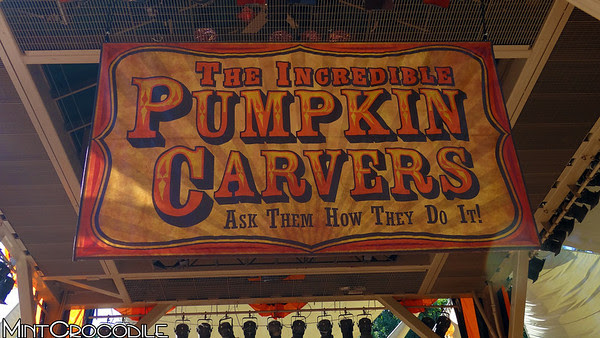 The Incredible
Pumpkin
Carvers
Ask Them How They Do It!
MintCrocodile